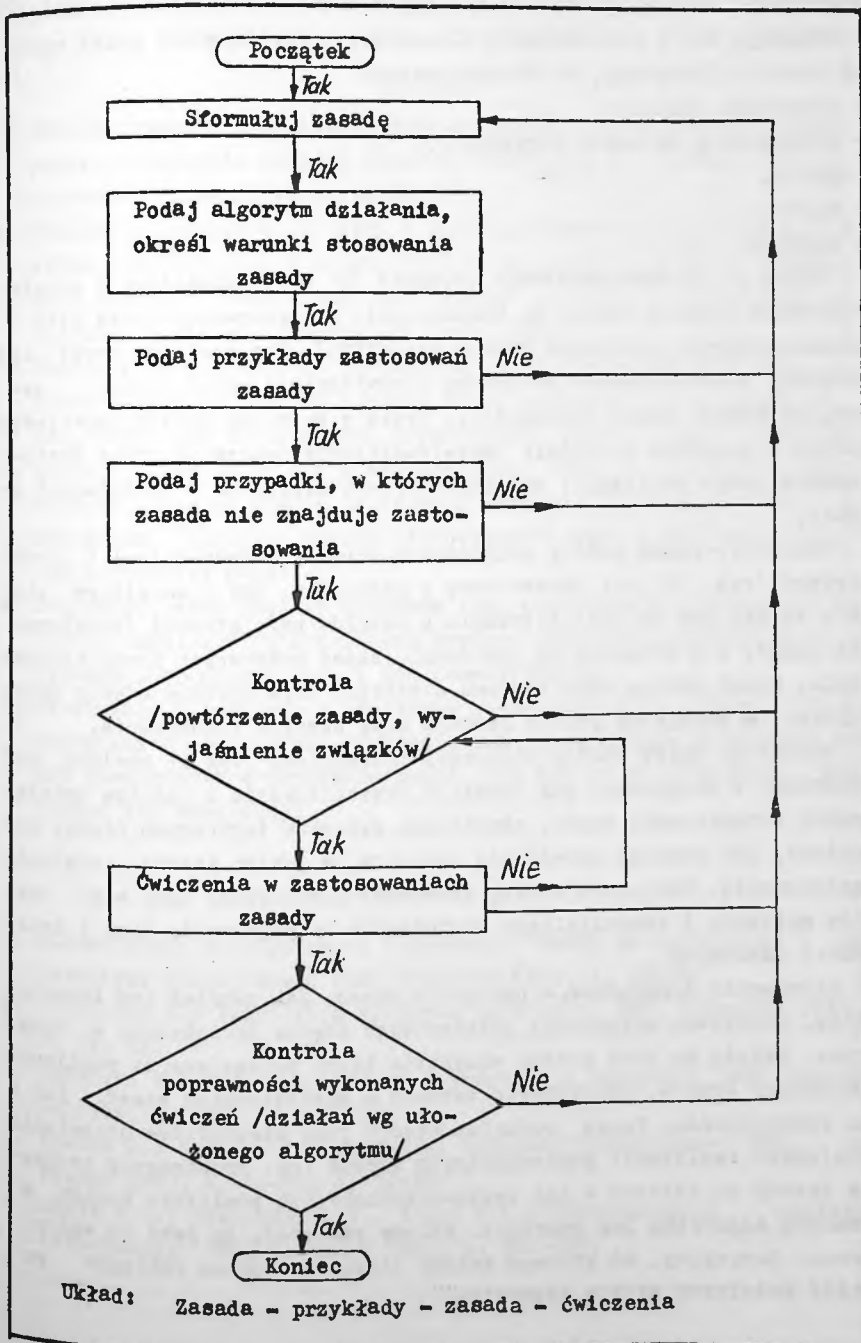 Początek
Tak
Sformułuj zasadę
Tak
Podaj algorytm działania,
określ warunki stosowania
zasady
Tak
Podaj przykłady zastosowań
zasady
Nie
Tak
Podaj przypadki, w których
zasada nie znajduje zasto-
sowania
Nie
Tak
Kontrola
/powtórzenie zasady, wy-
jaśnienie związków/
Nie
Tak
Ćwiczenia w zastosowaniach
zasady
Nie
Tak
Kontrola
poprawności wykonanych
ćwiczeń /działań wg uło-
żonego algorytmu/
Nie
Tak
Koniec
Układ:
Zasada - przykłady - zasada - ćwiczenia